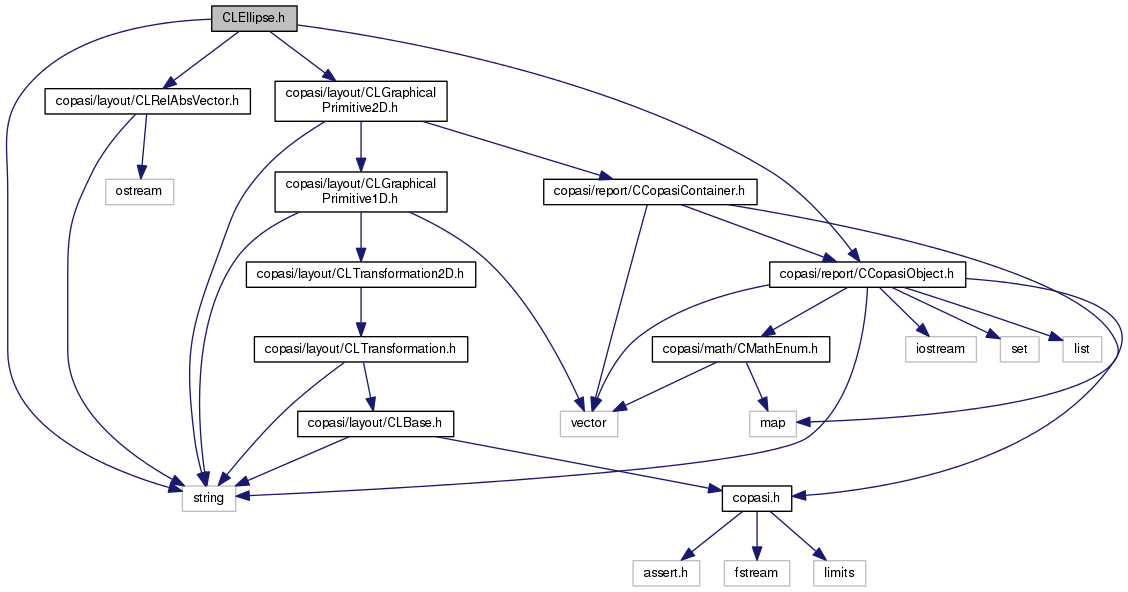 CLEllipse.h
copasi/layout/CLRelAbsVector.h
copasi/layout/CLGraphical
Primitive2D.h
ostream
copasi/layout/CLGraphical
Primitive1D.h
copasi/report/CCopasiContainer.h
copasi/layout/CLTransformation2D.h
copasi/report/CCopasiObject.h
copasi/layout/CLTransformation.h
copasi/math/CMathEnum.h
iostream
set
list
copasi/layout/CLBase.h
vector
map
string
copasi.h
assert.h
fstream
limits